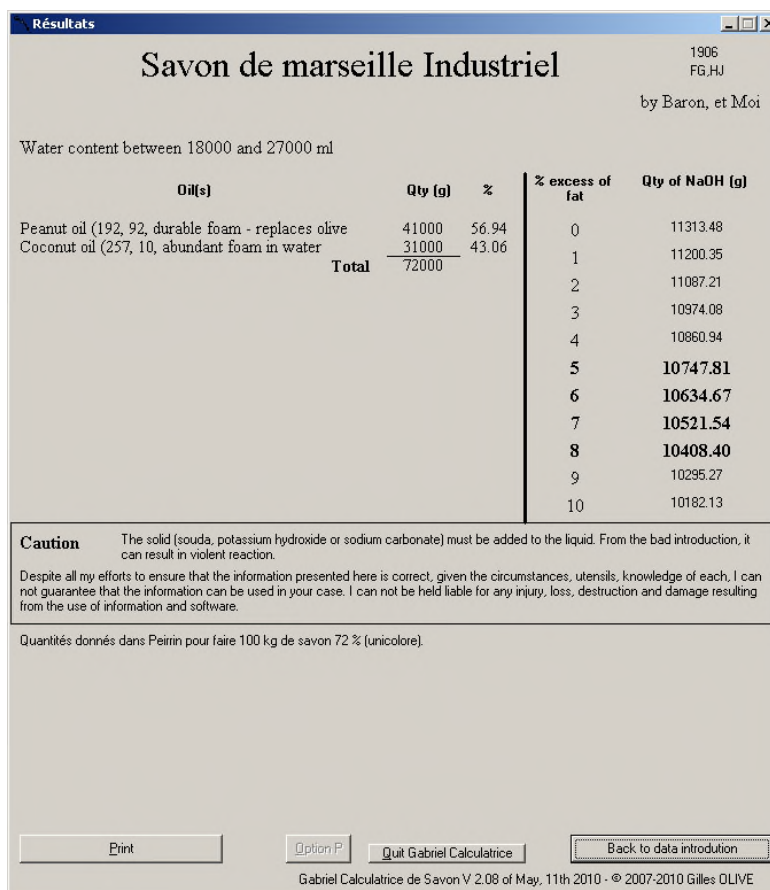 Résultats
Savon de marseille Industriel
1906
FG,HJ
by Baron, et Moi
Water content between 18000 and 27000 ml
Oil(s) Qty (g) %
Peanut oil (192, 92, durable foam - replaces olive 41000 56.94
Coconut oil (257, 10, abundant foam in water 31000 43.06
Total 72000
% excess of fat Qty of NaOH (g)
0 11313.48
1 11200.35
2 11087.21
3 10974.08
4 10860.94
5 10747.81
6 10634.67
7 10521.54
8 10408.40
9 10295.27
10 10182.13
Caution The solid (souda, potassium hydroxide or sodium carbonate) must be added to the liquid. From the bad introduction, it
can result in violent reaction.
Despite all my efforts to ensure that the information presented here is correct, given the circumstances, utensils, knowledge of each, I can
not guarantee that the information can be used in your case. I can not be held liable for any injury, loss, destruction and damage resulting
from the use of information and software.
Quantités donnés dans Peirrin pour faire 100 kg de savon 72 % (unicolore).
Print Option P Quit Gabriel Calculatrice Back to data introdution
Gabriel Calculatrice de Savon V 2.08 of May, 11th 2010 - © 2007-2010 Gilles OLIVE